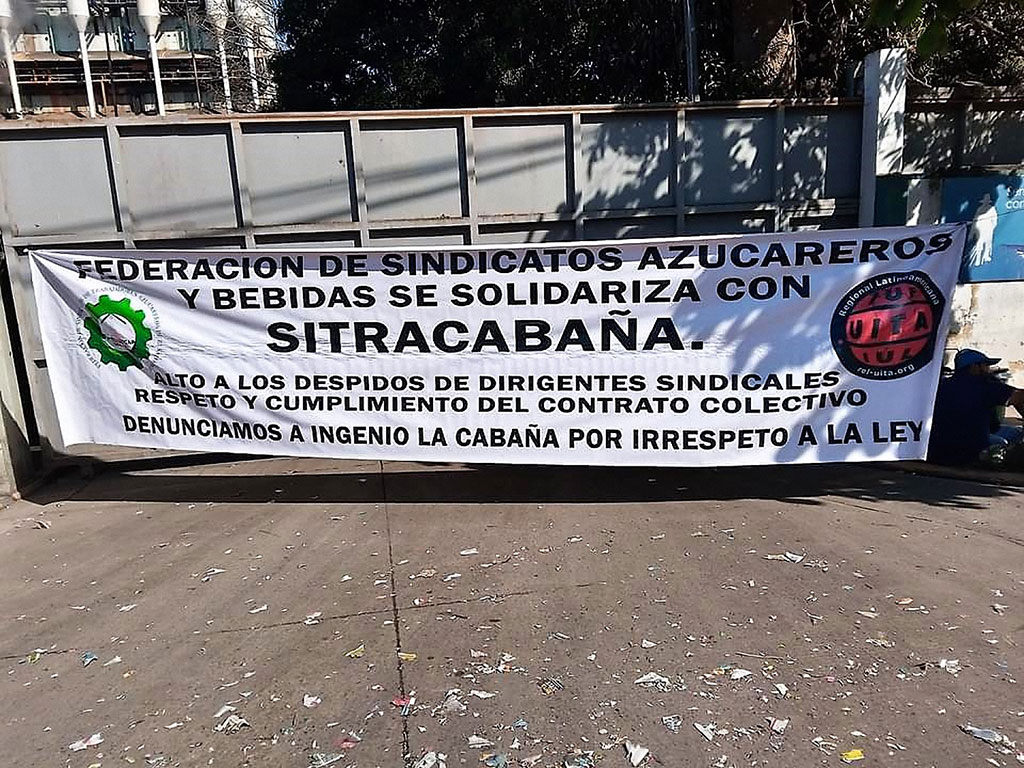 FEDERACION DE SINDICATOS AZUCAREROS
Y BEBIDAS SE SOLIDARIZA CON
SITRACABAÑA.
ALTO A LOS DESPIDOS DE DIRIGENTES SINDICALES
RESPETO Y CUMPLIMIENTO DEL CONTRATO COLECTIVO
DENUNCIAMOS A INGENIO LA CABAÑA POR IRRESPETO A LA LEY
Regional Latinoamericana
UITA
IUL
rel-uita.org